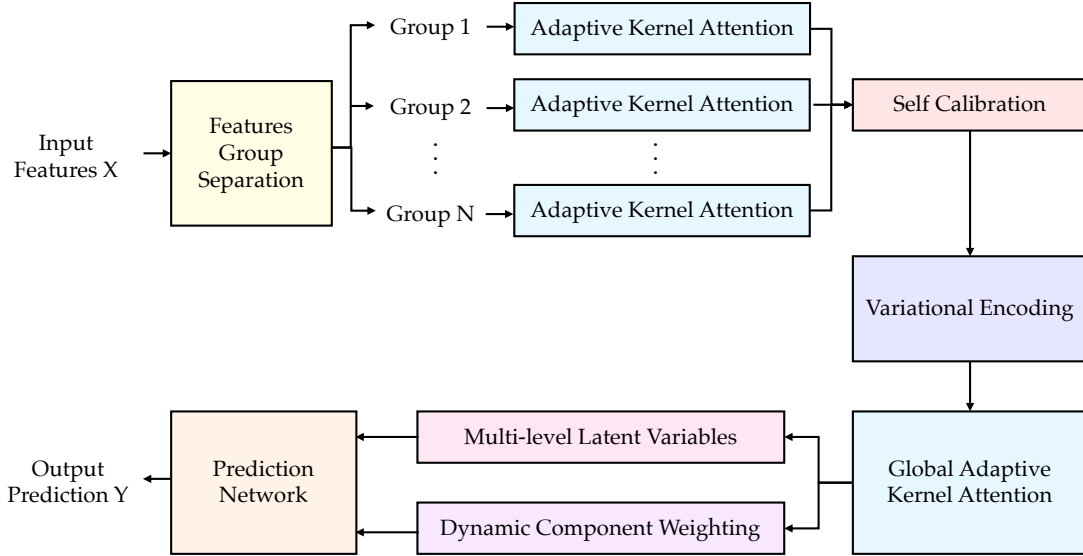 Group 1
Adaptive Kernel Attention
Group 2
Adaptive Kernel Attention
Self Calibration
Input
Features X
Features
Group
Separation
Group N
Adaptive Kernel Attention
Variational Encoding
Multi-level Latent Variables
Global Adaptive
Kernel Attention
Dynamic Component Weighting
Prediction
Network
Output
Prediction Y